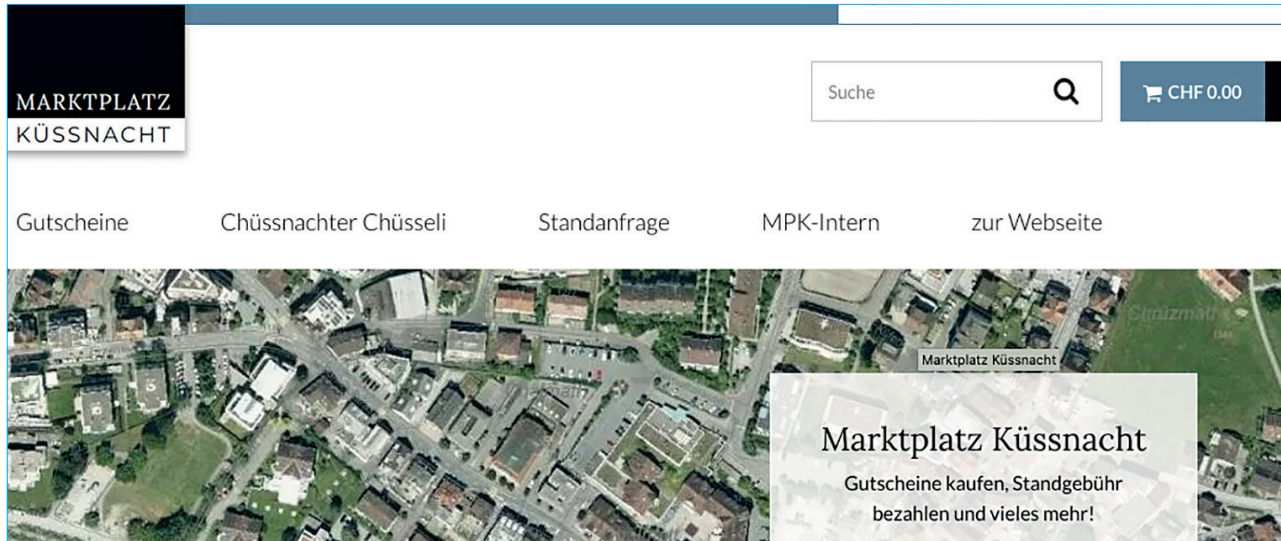 MARKTPLATZ
KÜSSNACHT
Suche
CHF 0.00
Gutscheine
Chüssnachter Chüsseli
Standanfrage
MPK-Intern
zur Webseite
Marktplatz Küssnacht
Marktplatz Küssnacht
Gutscheine kaufen, Standgebühr
bezahlen und vieles mehr!